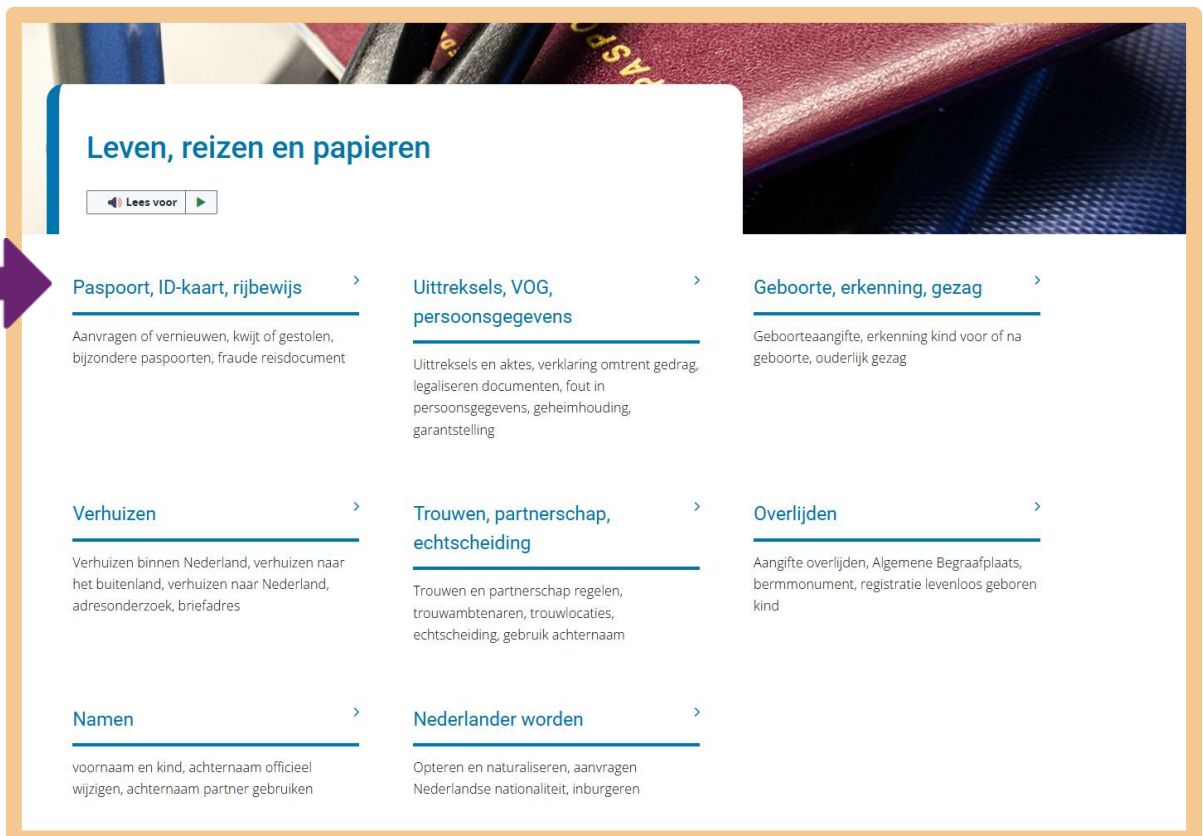 PASPO
Leven, reizen en papieren
Lees voor
Paspoort, ID-kaart, rijbewijs
Aanvragen of vernieuwen, kwijt of gestolen,
bijzondere paspoorten, fraude reisdocument
Uittreksels, VOG,
persoonsgegevens
Uittreksels en aktes, verklaring omtrent gedrag,
legaliseren documenten, fout in
persoonsgegevens, geheimhouding,
garantstelling
Geboorte, erkenning, gezag
Geboorteaangifte, erkenning kind voor of na
geboorte, ouderlijk gezag
Verhuizen
Verhuizen binnen Nederland, verhuizen naar
het buitenland, verhuizen naar Nederland,
adresonderzoek, briefadres
Trouwen, partnerschap,
echtscheiding
Trouwen en partnerschap regelen,
trouwambtenaren, trouwlocaties,
echtscheiding, gebruik achternaam
Overlijden
Aangifte overlijden, Algemene Begraafplaats,
bermmonument, registratie levenloos geboren
kind
Namen
voornaam en kind, achternaam officieel
wijzigen, achternaam partner gebruiken
Nederlander worden
Opteren en naturaliseren, aanvragen
Nederlandse nationaliteit, inburgeren